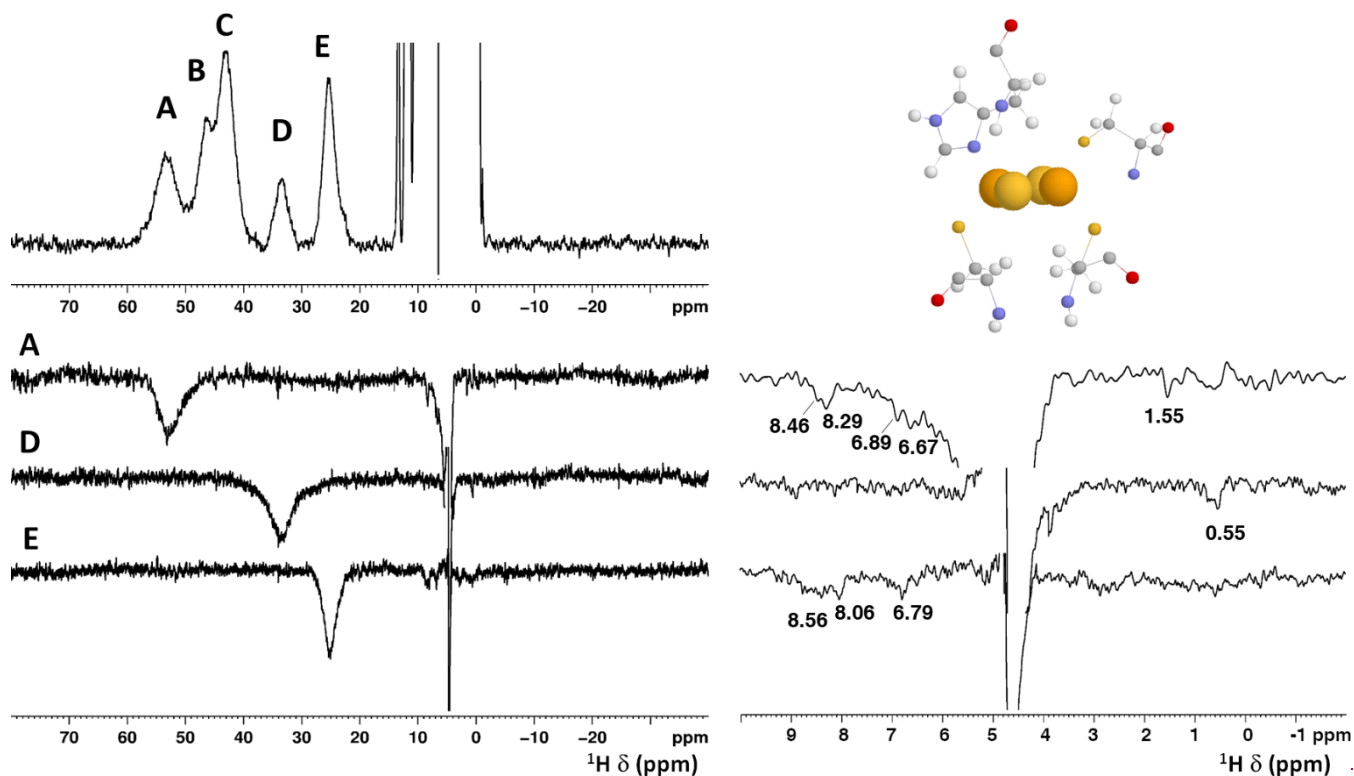 A
B
C
D
E
70 60 50 40 30 20 10 0 −10 −20 ppm
A
D
E
70 60 50 40 30 20 10 0 −10 −20 ppm
¹H δ (ppm)
8.46
8.29
6.89
6.67
1.55
0.55
8.56
8.06
6.79
9 8 7 6 5 4 3 2 1 0 -1 ppm
¹H δ (ppm)